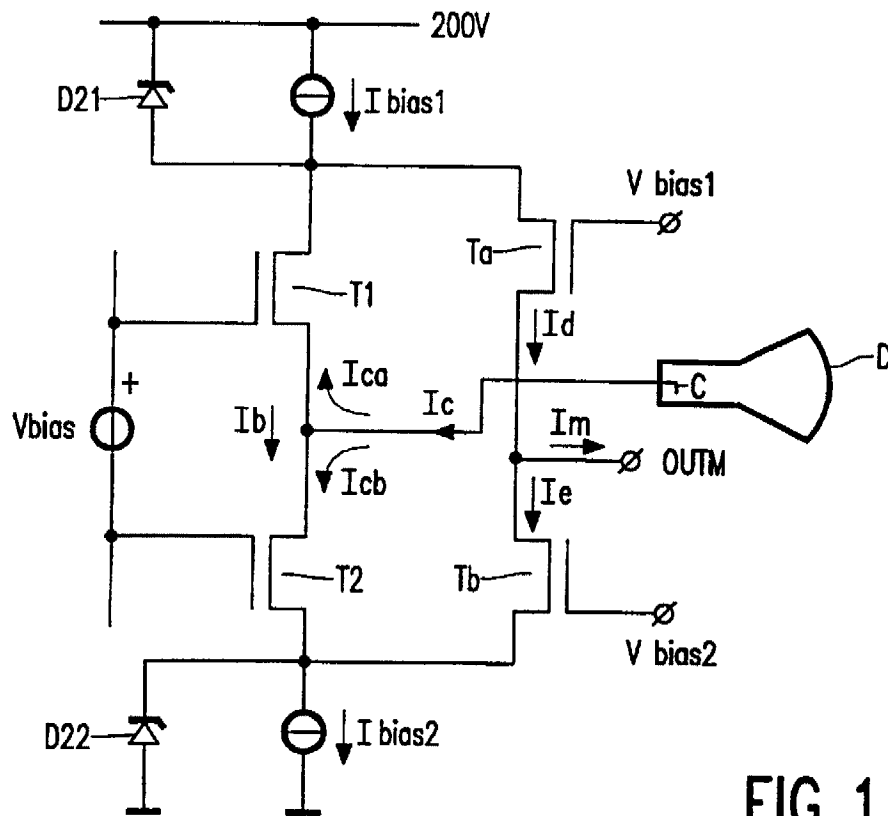 200V
D21
I bias1
V bias1
Ta
T1
Id
D
Ica
C
+
Ic
Vbias
Ib
Im
OUTM
Icb
Ie
T2
Tb
V bias2
D22
I bias2
FIG. 1